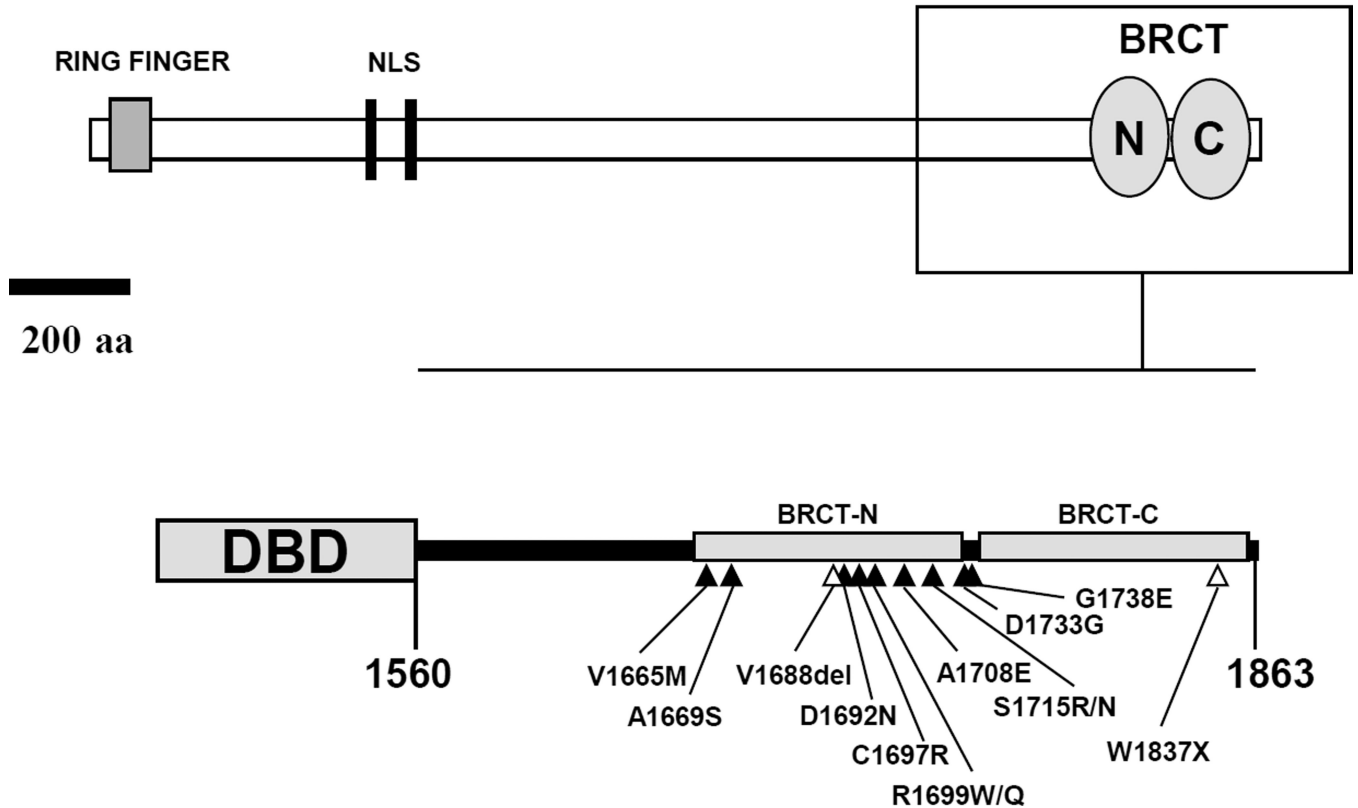 BRCT
RING FINGER
NLS
N
C
200 aa
BRCT-N
BRCT-C
DBD
G1738E
D1733G
1560
V1665M
V1688del
A1708E
1863
A1669S
D1692N
S1715R/N
C1697R
W1837X
R1699W/Q